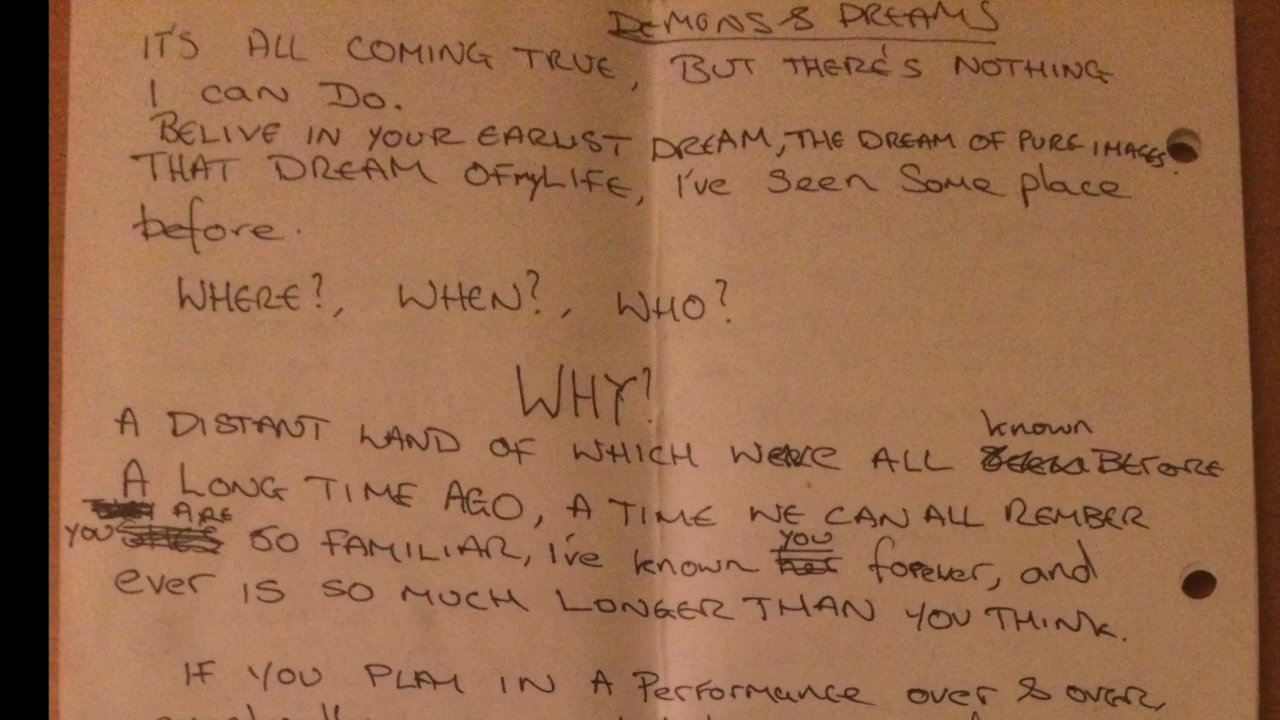 DEMONS & DREAMS
IT'S ALL COMING TRUE, BUT THERE'S NOTHING
I can Do.
BELIVE IN YOUR EARLIST DREAM, THE DREAM OF PURE IMAGES.
THAT DREAM OF my LIFE, I've seen some place
before.
WHERE?, WHEN?, WHO?
WHY?
A DISTANT LAND OF WHICH WERE ALL known BEFORE
A LONG TIME AGO, A TIME WE CAN ALL REMBER
YOU ARE SO FAMILIAR, I've known YOU forever, and
ever IS SO MUCH LONGER THAN YOU THINK.
IF YOU PLAY IN A Performance over & over,